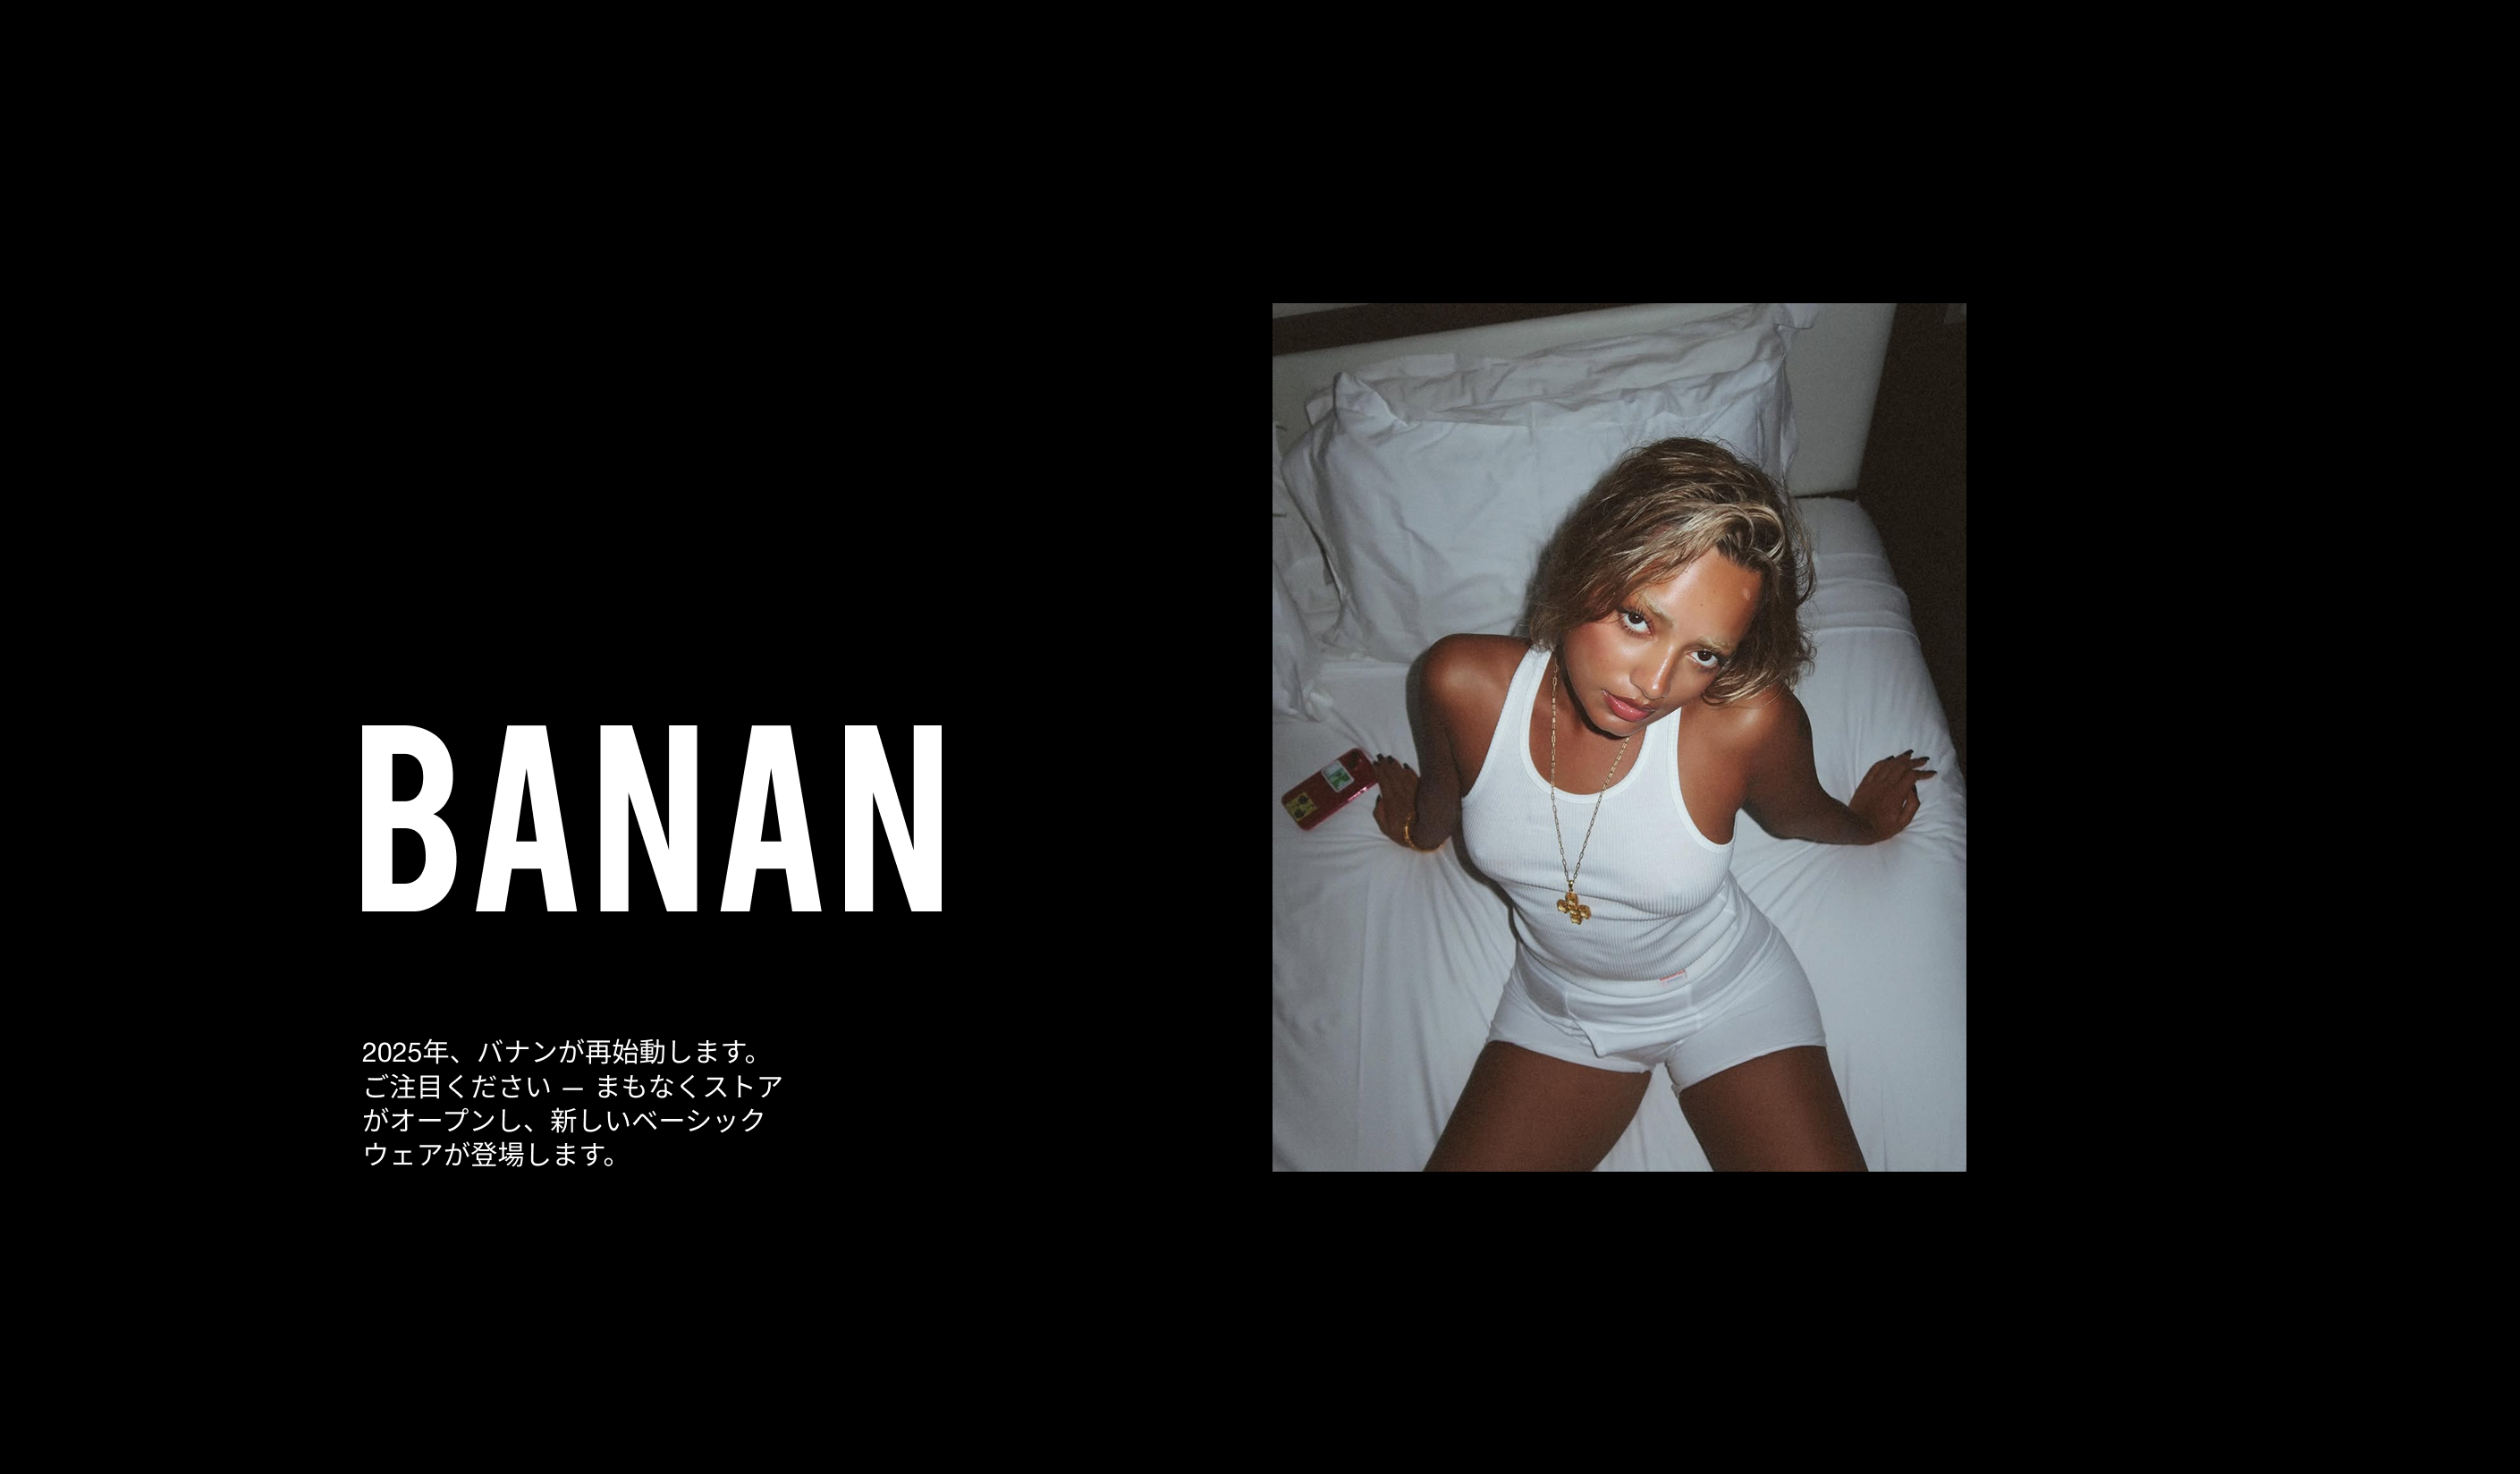 BANAN
2025年、バナンが再始動します。
ご注目ください — まもなくストア
がオープンし、新しいベーシック
ウェアが登場します。